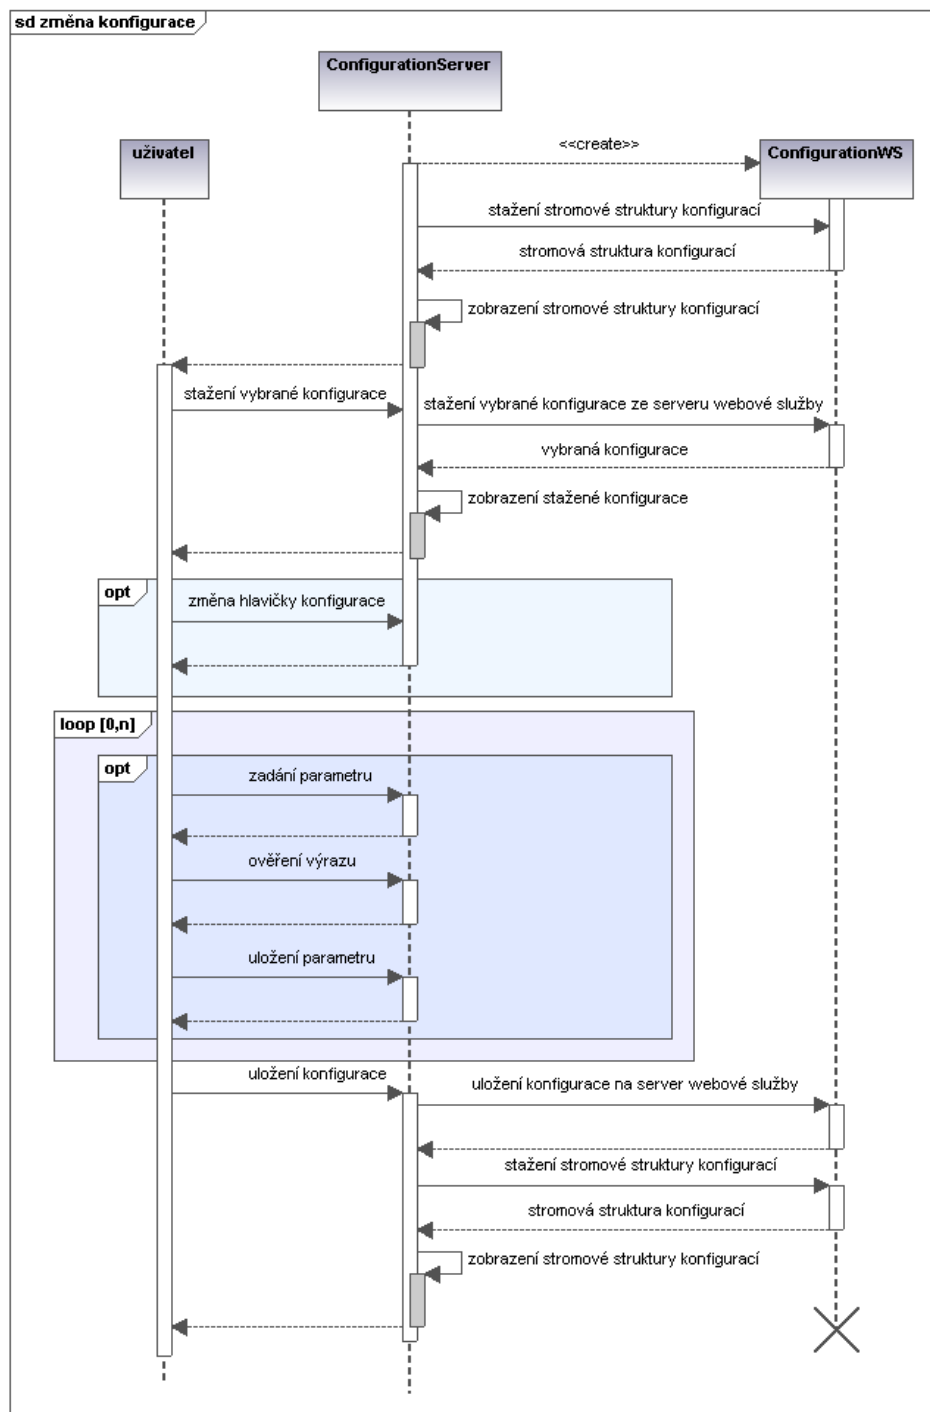 sd změna konfigurace
ConfigurationServer
uživatel
<<create>>
ConfigurationWS
stažení stromové struktury konfigurací
stromová struktura konfigurací
zobrazení stromové struktury konfigurací
stažení vybrané konfigurace
stažení vybrané konfigurace ze serveru webové služby
vybraná konfigurace
zobrazení stažené konfigurace
opt
změna hlavičky konfigurace
loop [0,n]
opt
zadání parametru
ověření výrazu
uložení parametru
uložení konfigurace
uložení konfigurace na server webové služby
stažení stromové struktury konfigurací
stromová struktura konfigurací
zobrazení stromové struktury konfigurací